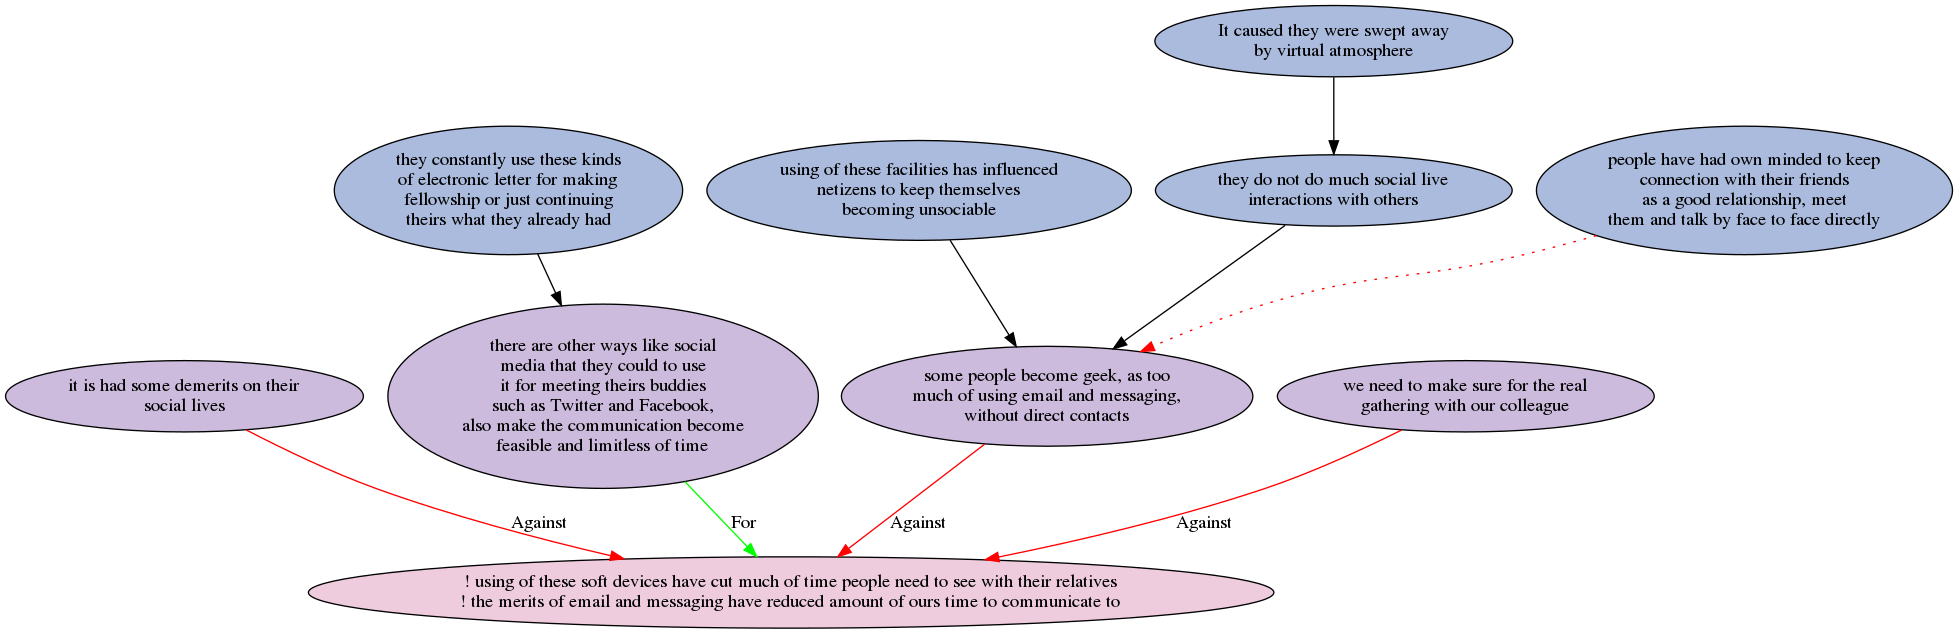 It caused they were swept away
by virtual atmosphere
they constantly use these kinds
of electronic letter for making
fellowship or just continuing
theirs what they already had
using of these facilities has influenced
netizens to keep themselves
becoming unsociable
they do not do much social live
interactions with others
people have had own minded to keep
connection with their friends
as a good relationship, meet
them and talk by face to face directly
it is had some demerits on their
social lives
there are other ways like social
media that they could to use
it for meeting theirs buddies
such as Twitter and Facebook,
also make the communication become
feasible and limitless of time
some people become geek, as too
much of using email and messaging,
without direct contacts
we need to make sure for the real
gathering with our colleague
Against
For
Against
Against
! using of these soft devices have cut much of time people need to see with their relatives
! the merits of email and messaging have reduced amount of ours time to communicate to